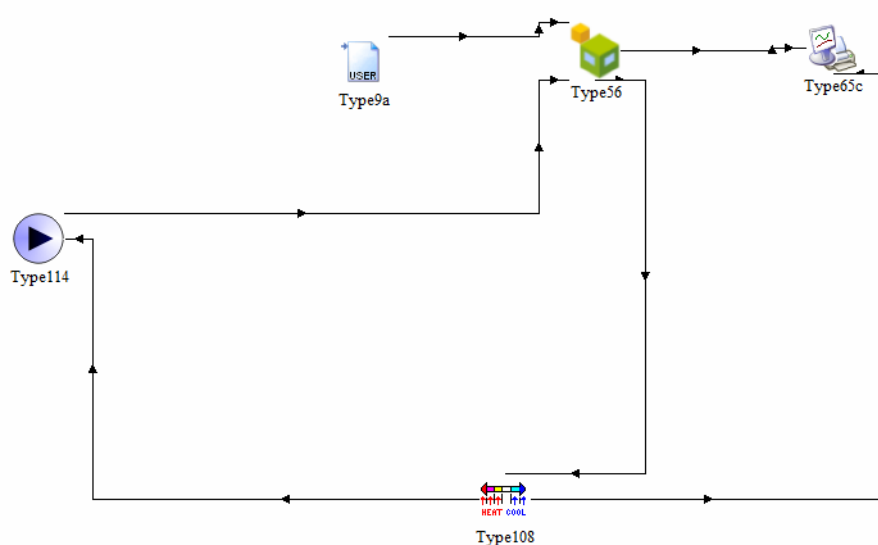 USER
Type9a
Type56
Type65c
Type114
HEAT COOL
Type108